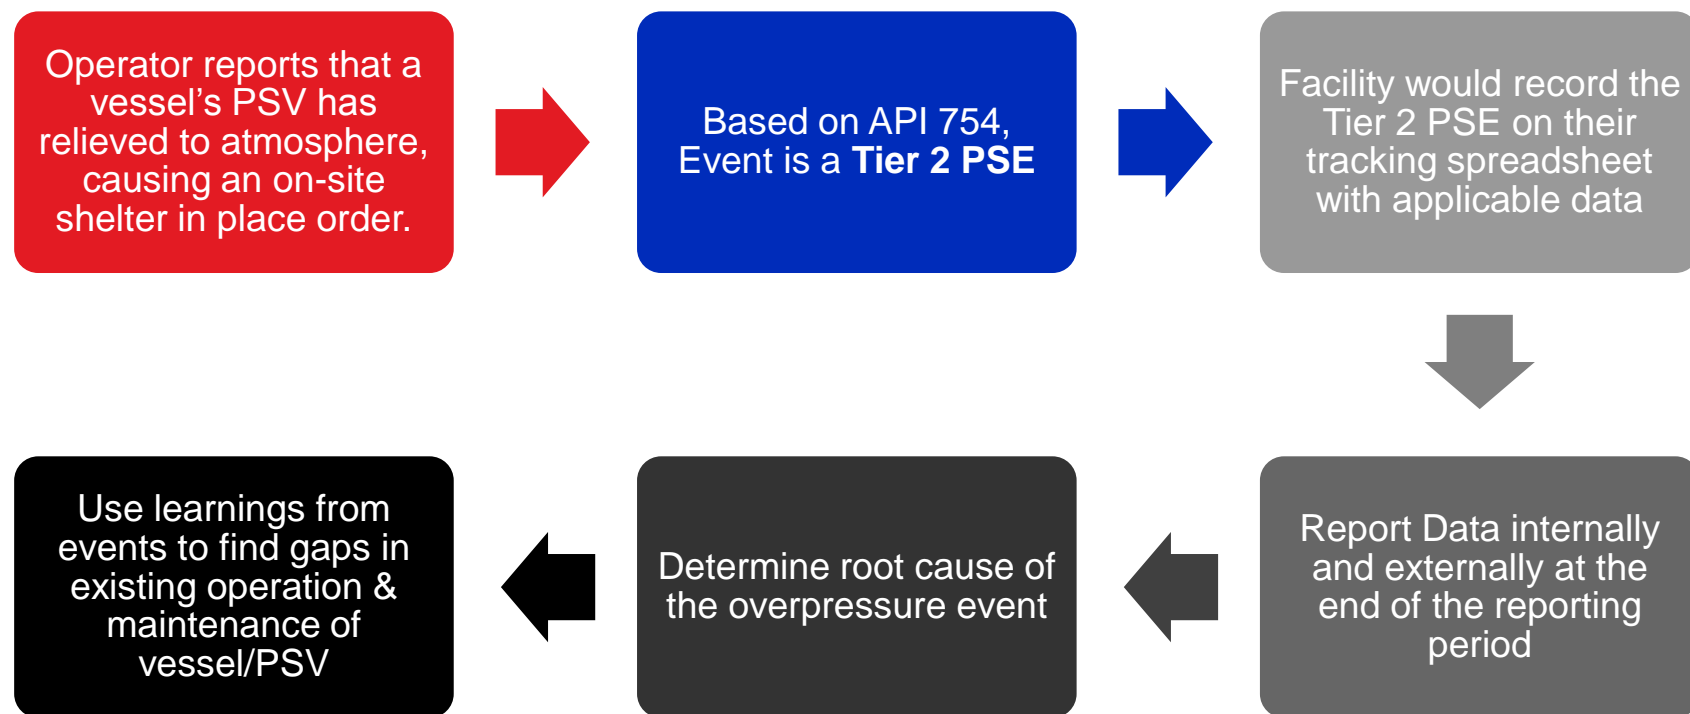 Operator reports that a
vessel’s PSV has
relieved to atmosphere,
causing an on-site
shelter in place order.
Based on API 754,
Event is a Tier 2 PSE
Facility would record the
Tier 2 PSE on their
tracking spreadsheet
with applicable data
Report Data internally
and externally at the
end of the reporting
period
Determine root cause of
the overpressure event
Use learnings from
events to find gaps in
existing operation &
maintenance of
vessel/PSV